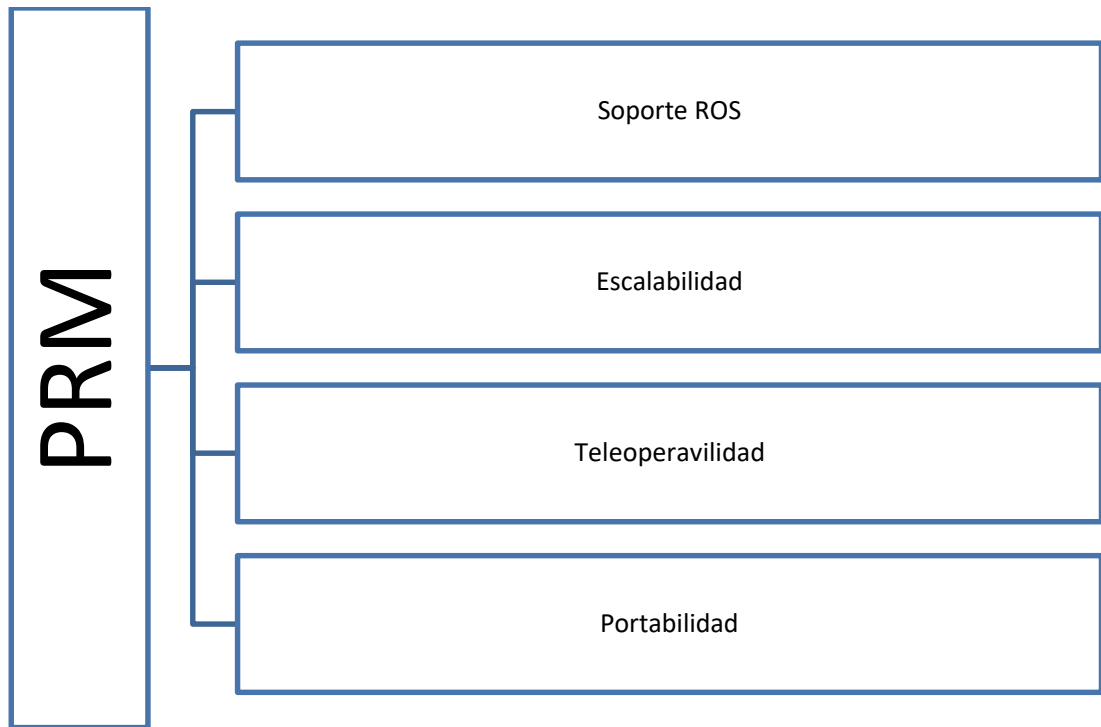 PRM
Soporte ROS
Escalabilidad
Teleoperavilidad
Portabilidad